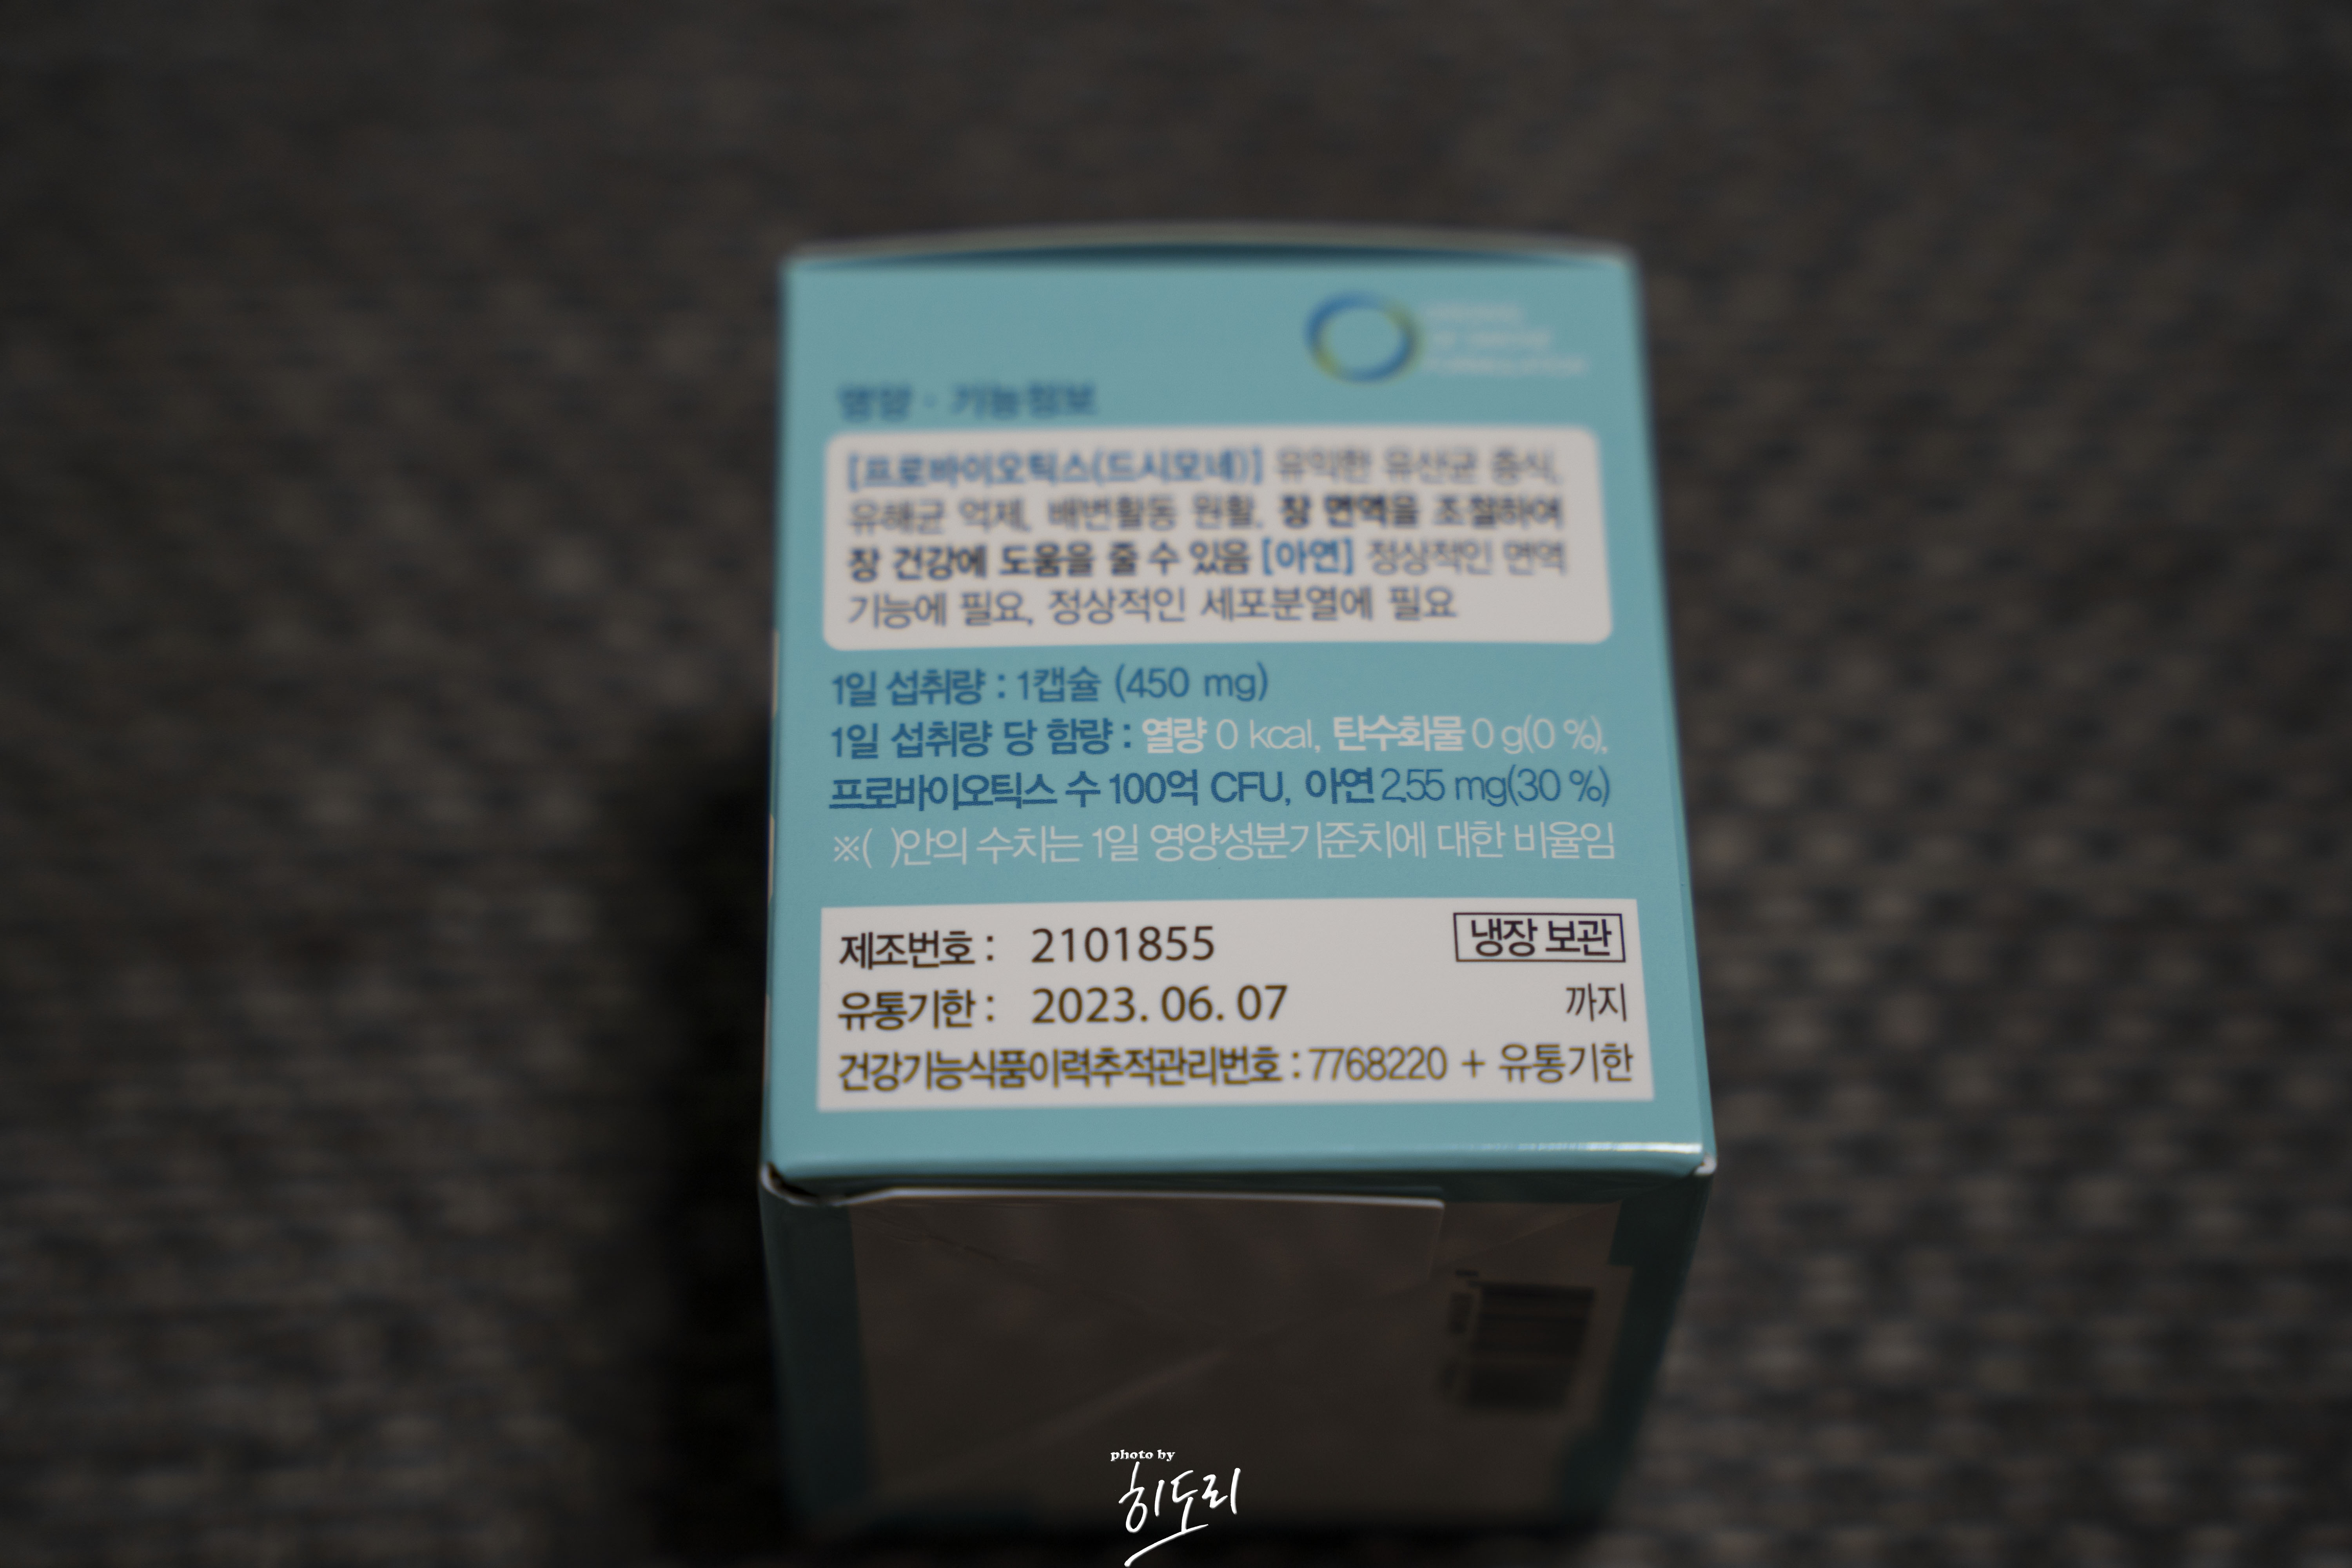 영양 · 기능정보
[프로바이오틱스(드시모네)] 유익한 유산균 증식,
유해균 억제, 배변활동 원활, 장 면역을 조절하여
장 건강에 도움을 줄 수 있음 [아연] 정상적인 면역
기능에 필요, 정상적인 세포분열에 필요
1일 섭취량 : 1캡슐 (450 mg)
1일 섭취량 당 함량 : 열량 0 kcal, 탄수화물 0 g(0 %),
프로바이오틱스 수 100억 CFU, 아연 2.55 mg(30 %)
※( )안의 수치는 1일 영양성분기준치에 대한 비율임
제조번호 : 2101855 냉장 보관
유통기한 : 2023. 06. 07 까지
건강기능식품이력추적관리번호 : 7768220 + 유통기한
photo by
히도리